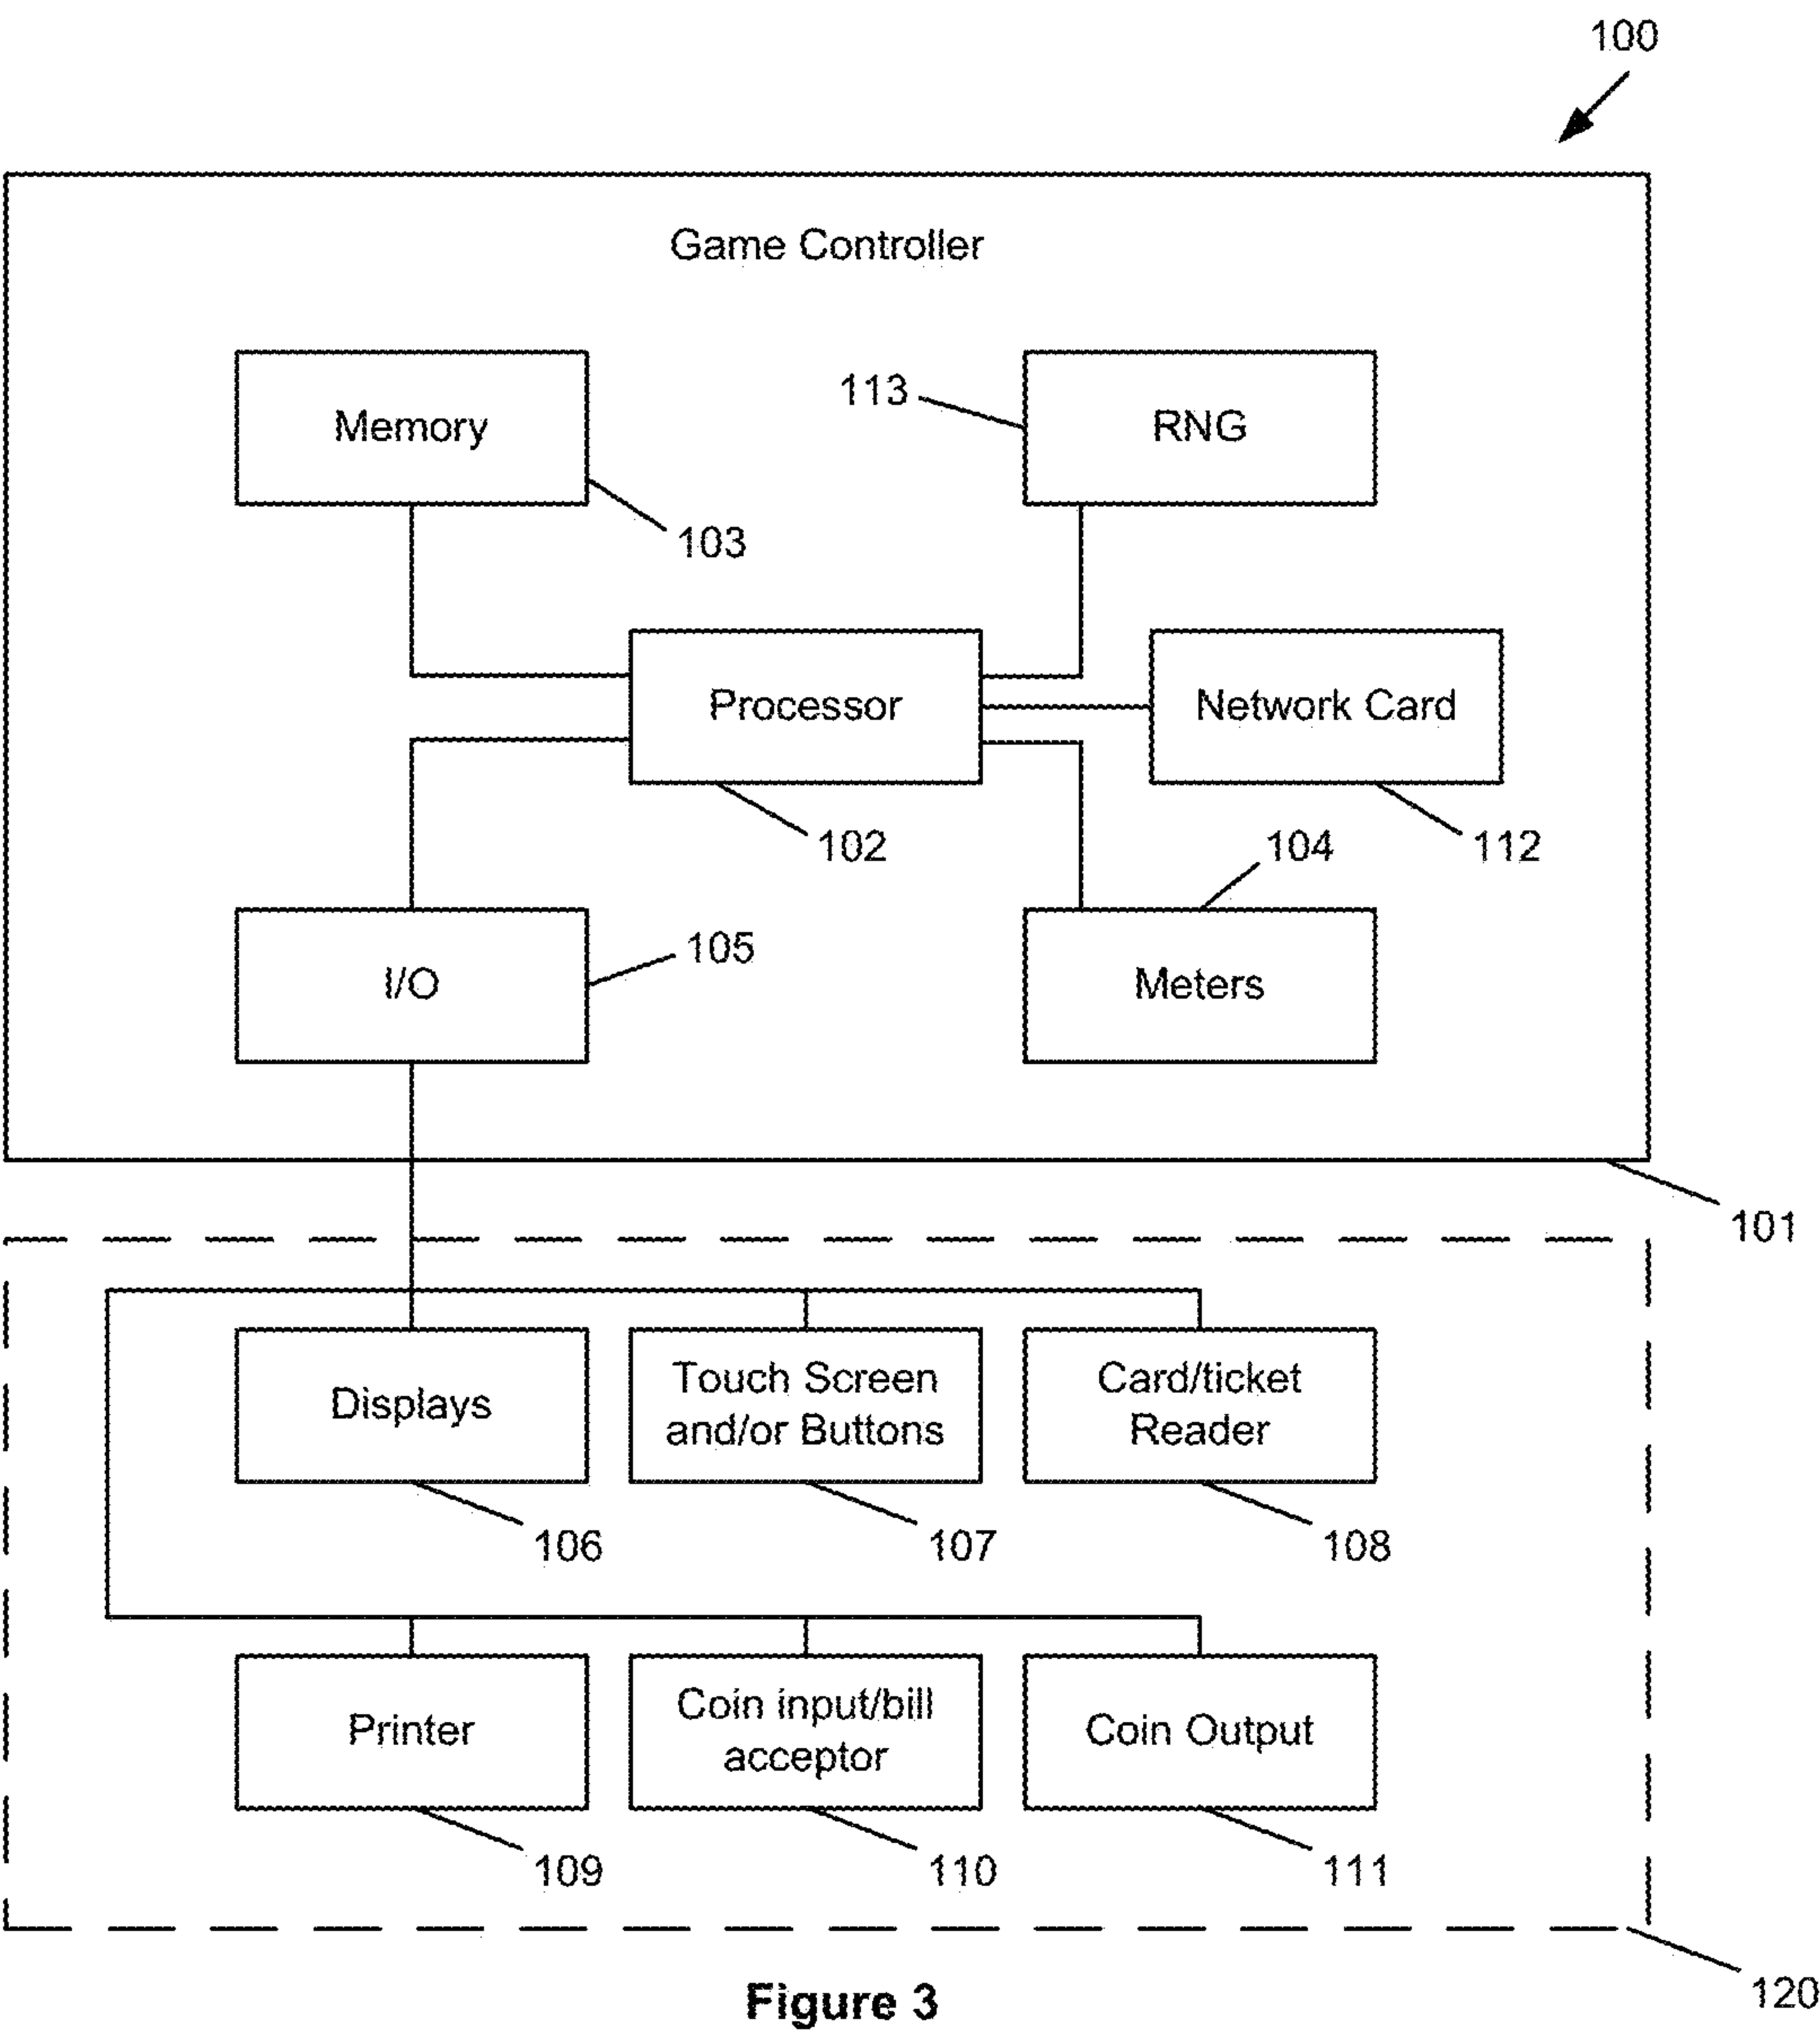 100
Game Controller
Memory
113
RNG
103
Processor
Network Card
102
104
112
I/O
105
Meters
101
Displays
Touch Screen
and/or Buttons
Card/ticket
Reader
106
107
108
Printer
Coin input/bill
acceptor
Coin Output
109
110
111
120
Figure 3